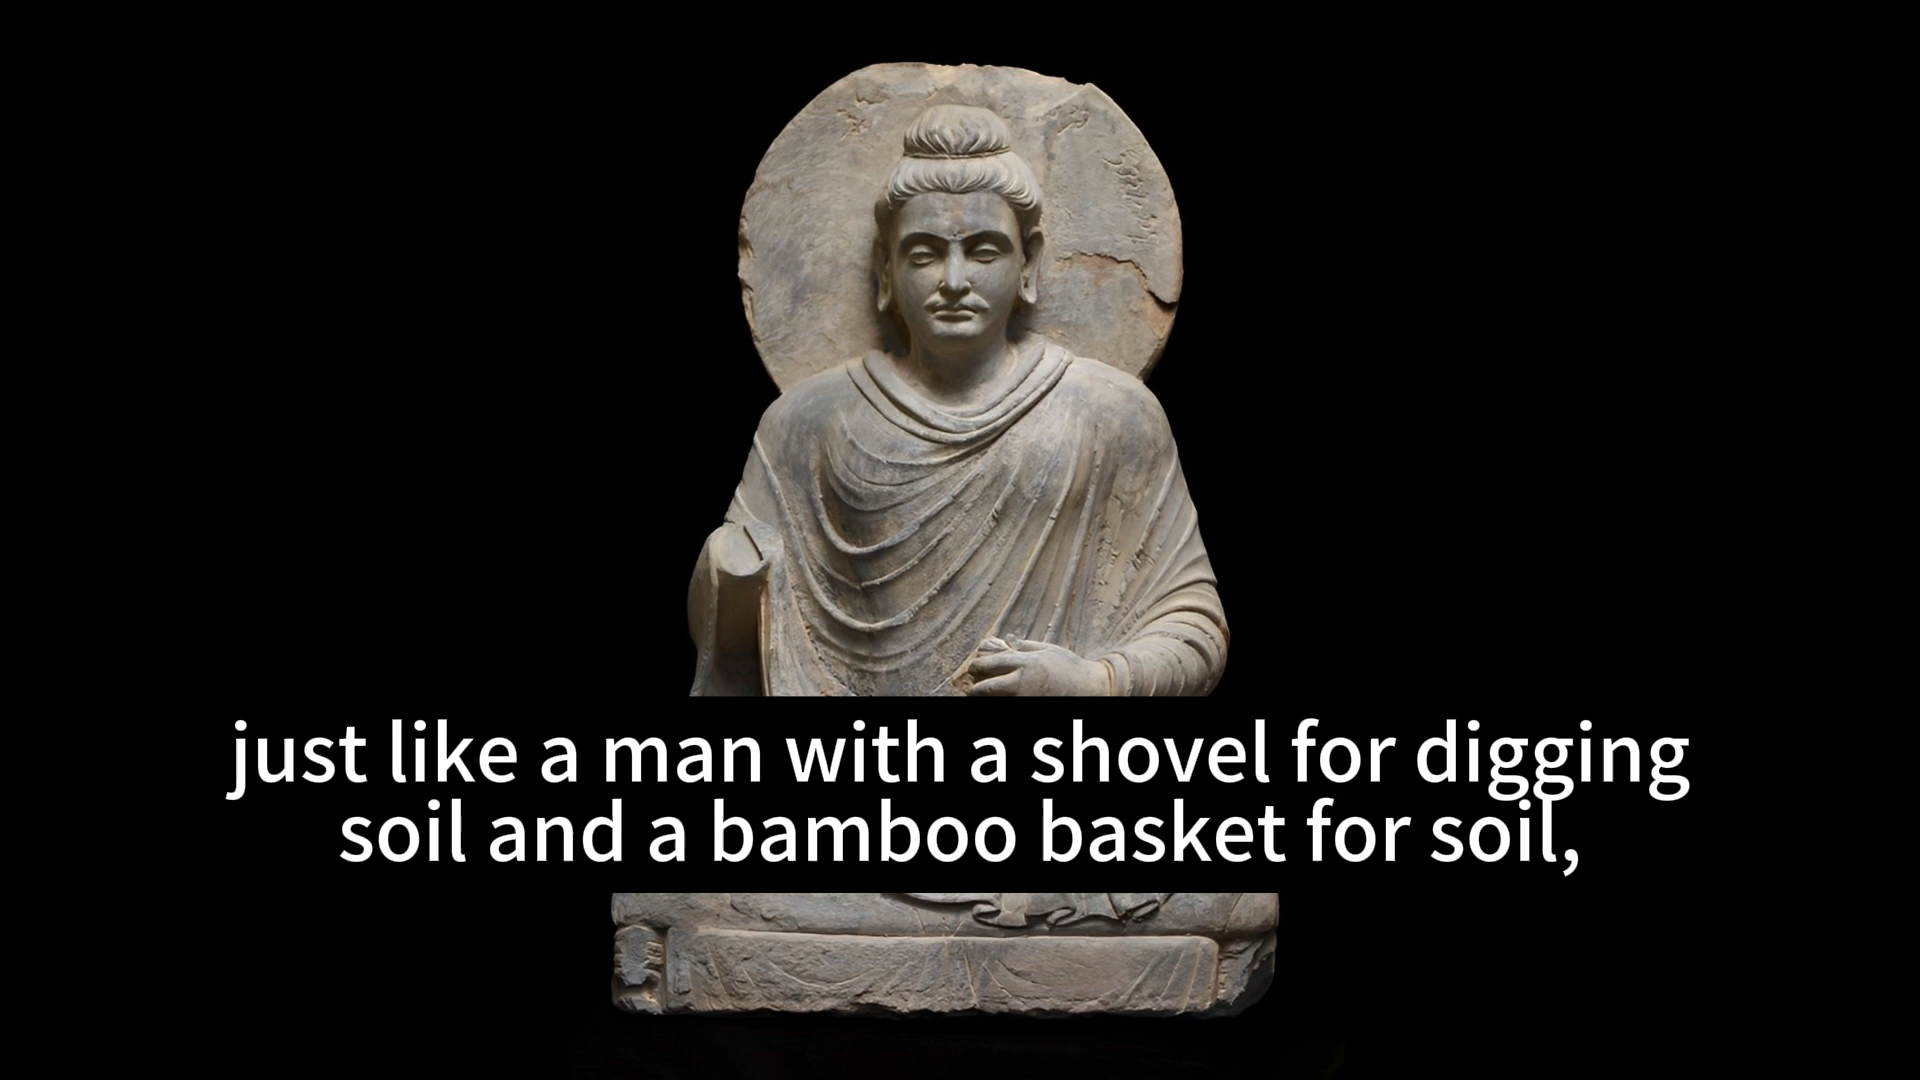 just like a man with a shovel for digging
soil and a bamboo basket for soil,